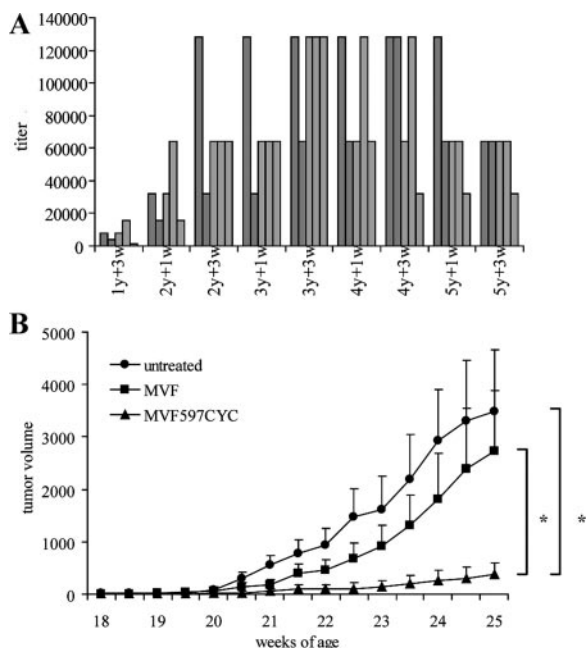 A
titer
140000
120000
100000
80000
60000
40000
20000
0
1y+3w
2y+1w
2y+3w
3y+1w
3y+3w
4y+1w
4y+3w
5y+1w
5y+3w
B
tumor volume
5000
4000
3000
2000
1000
0
untreated
MVF
MVF597CYC
* *
18 19 20 21 22 23 24 25
weeks of age